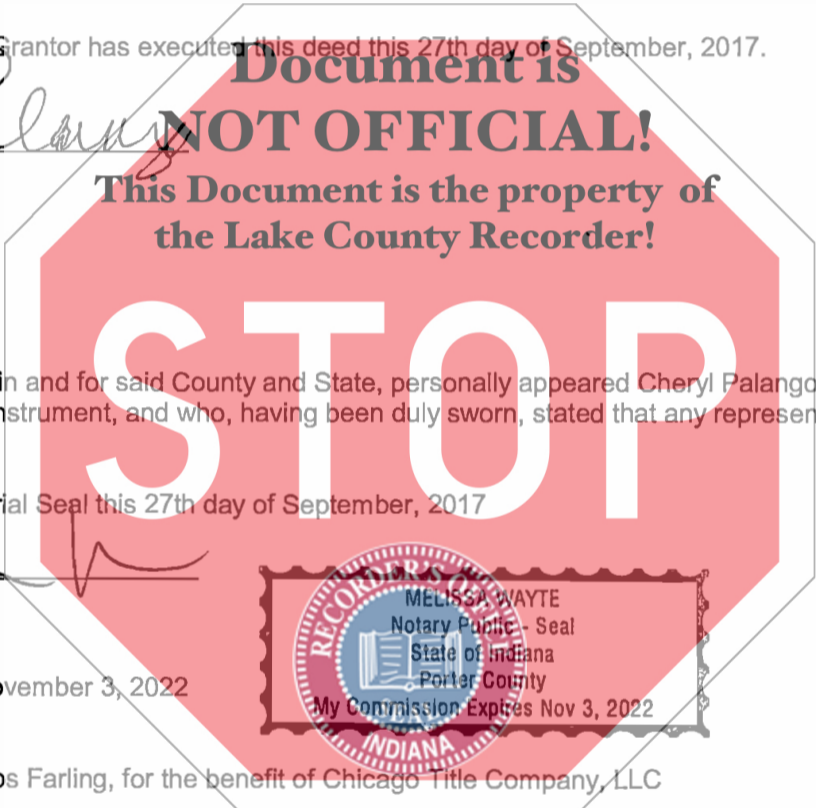 Grantor has executed this deed this 27th day of September, 2017.
Document is
NOT OFFICIAL!
This Document is the property of
the Lake County Recorder!
STOP
in and for said County and State, personally appeared Cheryl Palango
nstrument, and who, having been duly sworn, stated that any represen
rial Seal this 27th day of September, 2017
RECORDER'S OFFICE
SEAL
INDIANA
MELISSA WAYTE
Notary Public - Seal
State of Indiana
Porter County
My Commission Expires Nov 3, 2022
ovember 3, 2022
os Farling, for the benefit of Chicago Title Company, LLC